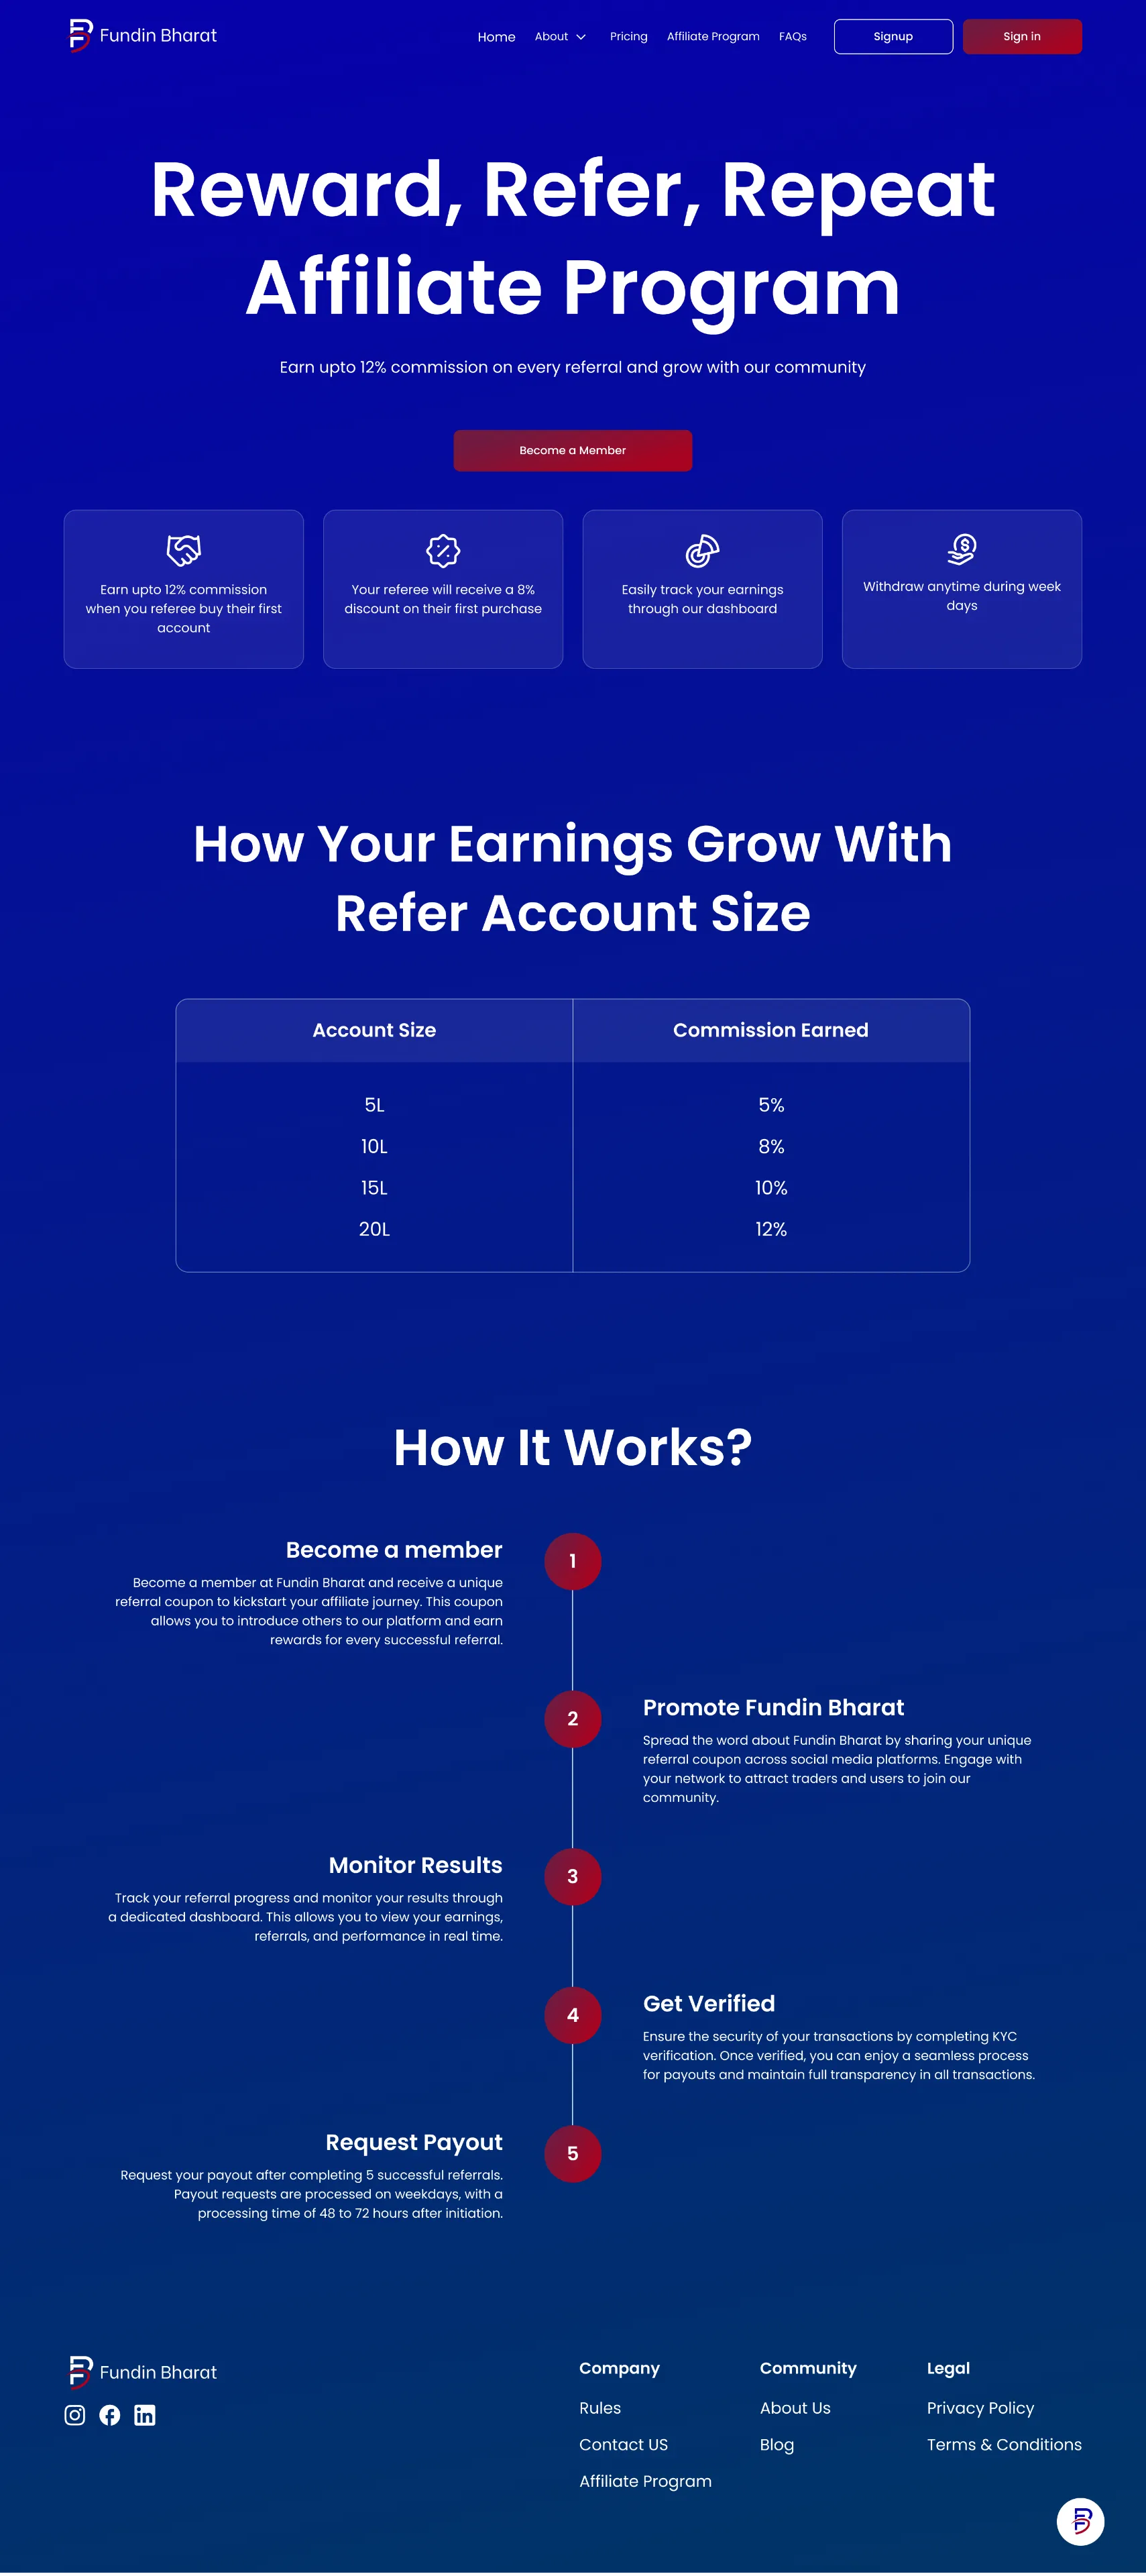 Fundin Bharat
Home
About
Pricing
Affiliate Program
FAQs
Signup
Sign in
Reward, Refer, Repeat
Affiliate Program
Earn upto 12% commission on every referral and grow with our community
Become a Member
Earn upto 12% commission
when you referee buy their first
account
Your referee will receive a 8%
discount on their first purchase
Easily track your earnings
through our dashboard
Withdraw anytime during week
days
How Your Earnings Grow With
Refer Account Size
Account Size
Commission Earned
5L
5%
10L
8%
15L
10%
20L
12%
How It Works?
Become a member
Become a member at Fundin Bharat and receive a unique
referral coupon to kickstart your affiliate journey. This coupon
allows you to introduce others to our platform and earn
rewards for every successful referral.
1
2
Promote Fundin Bharat
Spread the word about Fundin Bharat by sharing your unique
referral coupon across social media platforms. Engage with
your network to attract traders and users to join our
community.
Monitor Results
Track your referral progress and monitor your results through
a dedicated dashboard. This allows you to view your earnings,
referrals, and performance in real time.
3
4
Get Verified
Ensure the security of your transactions by completing KYC
verification. Once verified, you can enjoy a seamless process
for payouts and maintain full transparency in all transactions.
Request Payout
Request your payout after completing 5 successful referrals.
Payout requests are processed on weekdays, with a
processing time of 48 to 72 hours after initiation.
5
Fundin Bharat
Company
Rules
Contact US
Affiliate Program
Community
About Us
Blog
Legal
Privacy Policy
Terms & Conditions